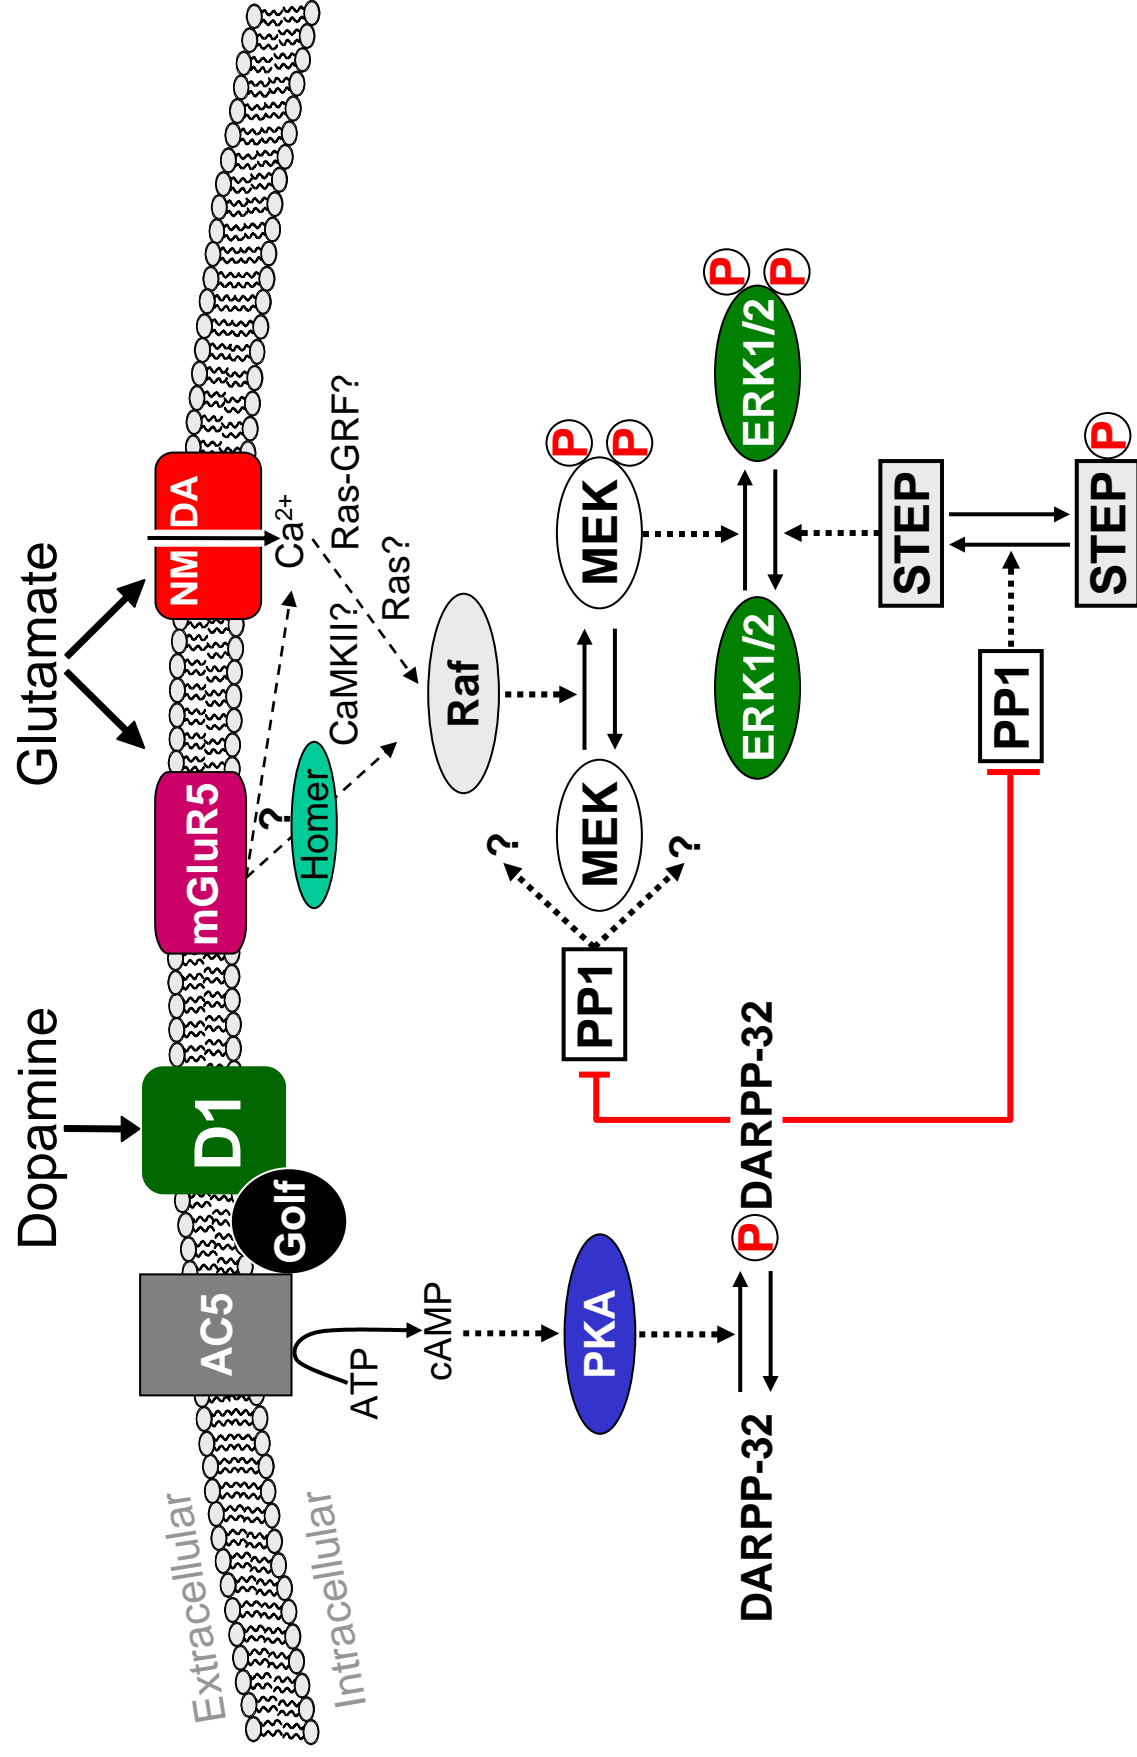 Dopamine
Glutamate
Extracellular
Intracellular
AC5
D1
Golf
mGluR5
NMDA
ATP
cAMP
?
Homer
Ca2+
CaMKII?
Ras-GRF?
Ras?
Raf
PKA
PP1
?
?
MEK
MEK
P
P
DARPP-32
P
DARPP-32
ERK1/2
ERK1/2
P
P
PP1
STEP
STEP
P